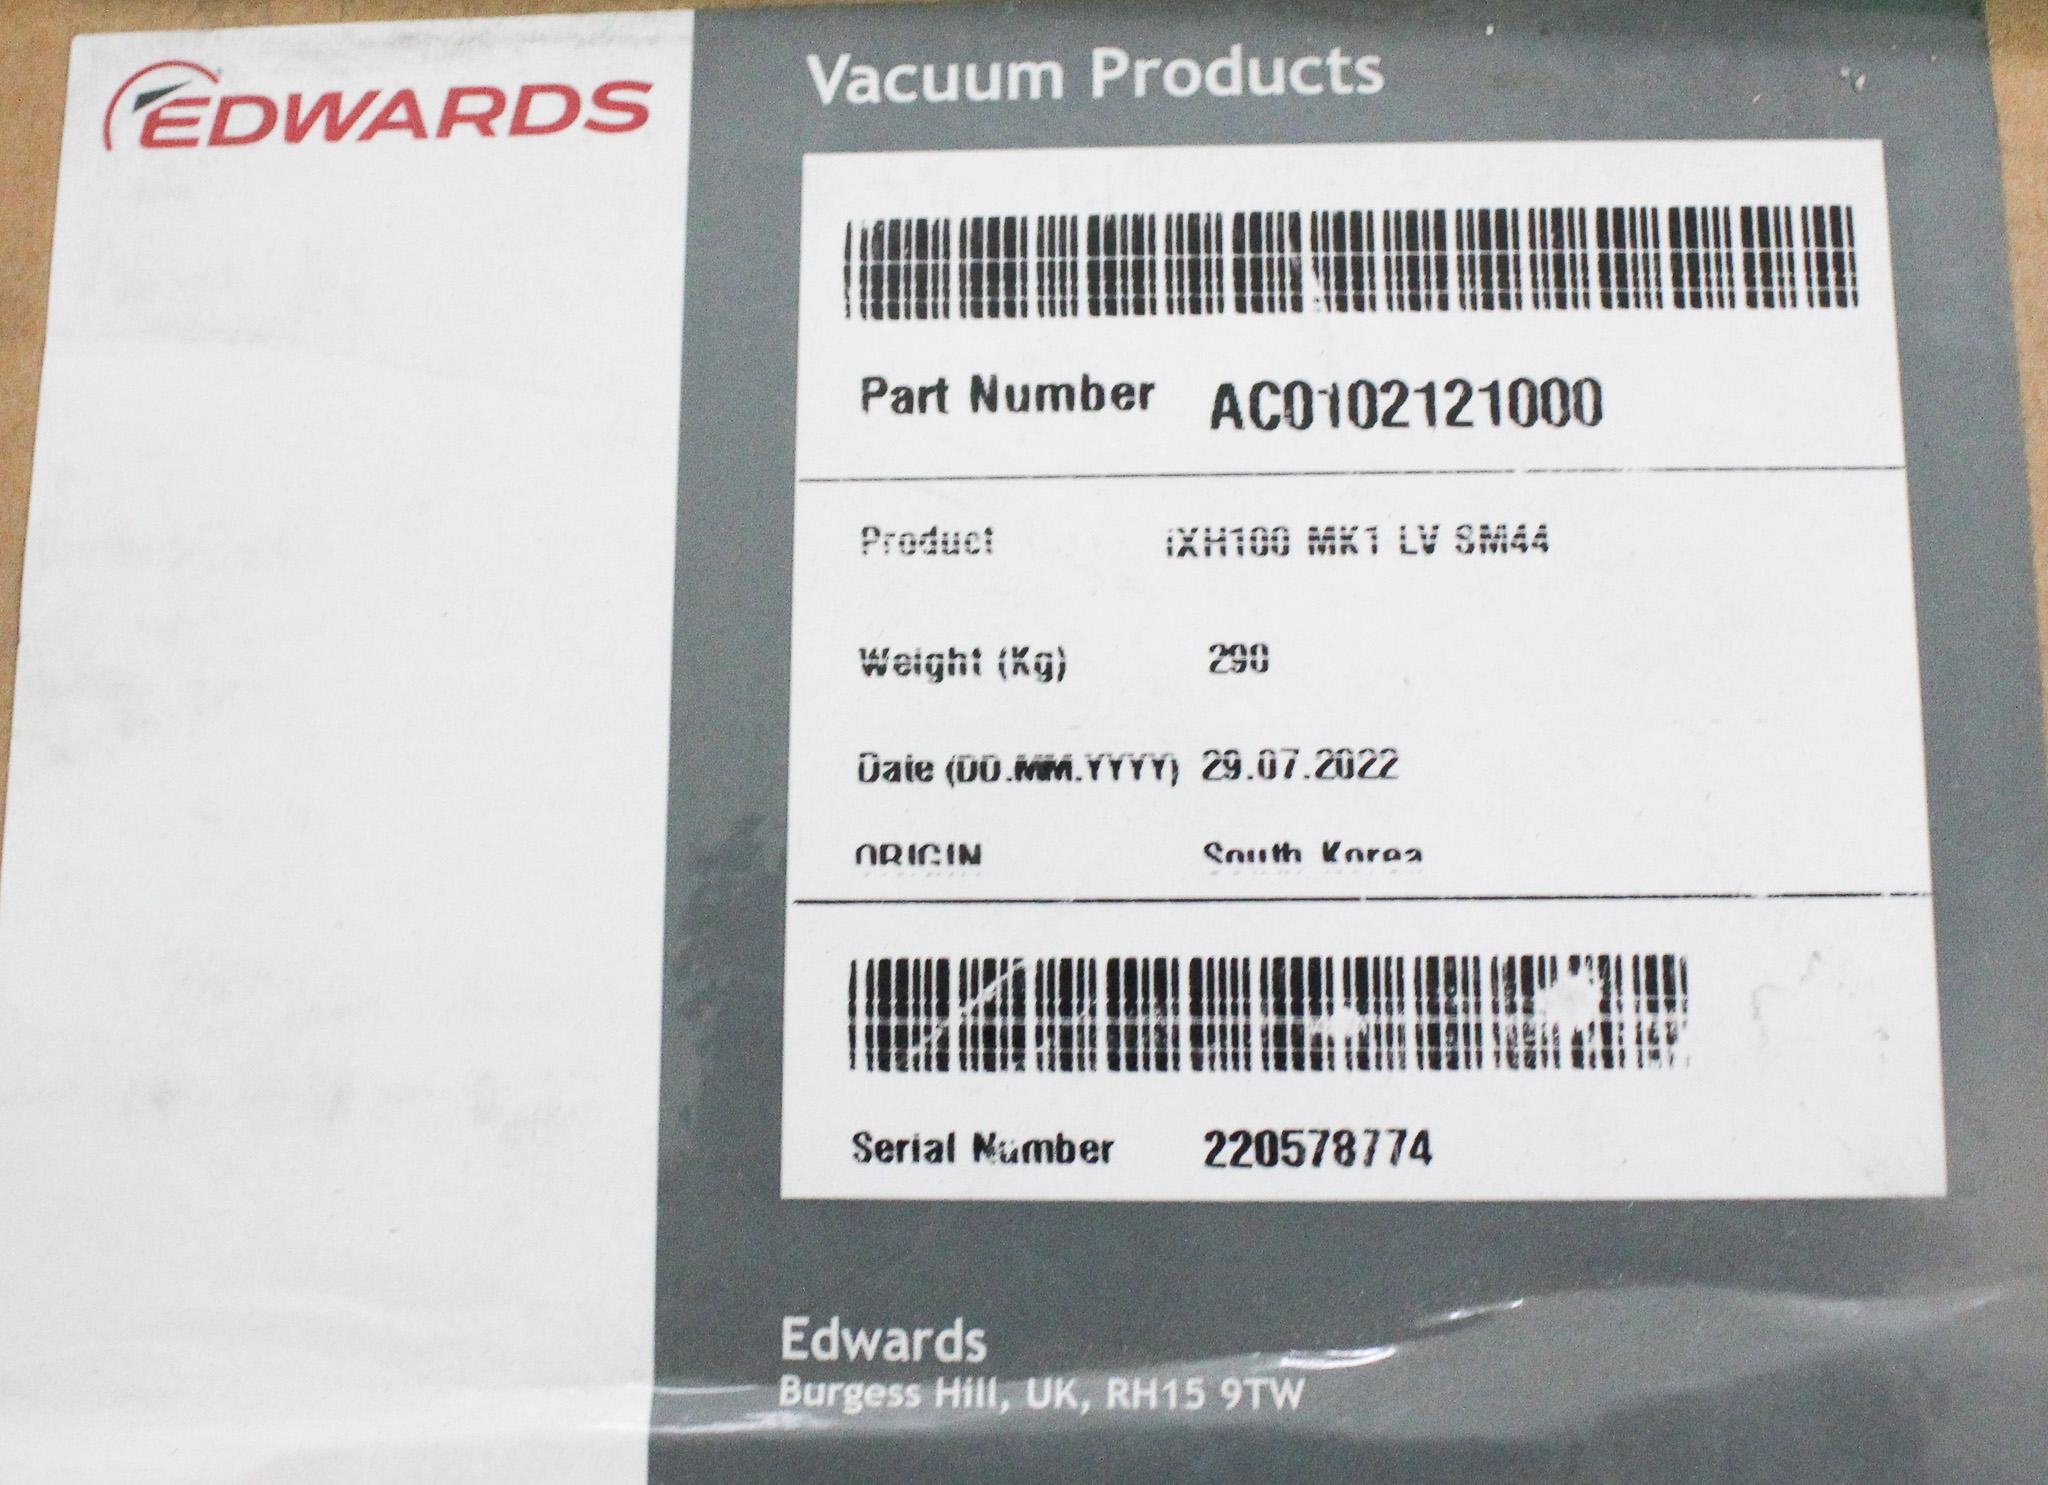 EDWARDS
Vacuum Products
Part Number AC0102121000
Product iXH100 MK1 LV SM44
Weight (Kg) 290
Date (DD.MM.YYYY) 29.07.2022
ORIGIN South Korea
Serial Number 220578774
Edwards
Burgess Hill, UK, RH15 9TW